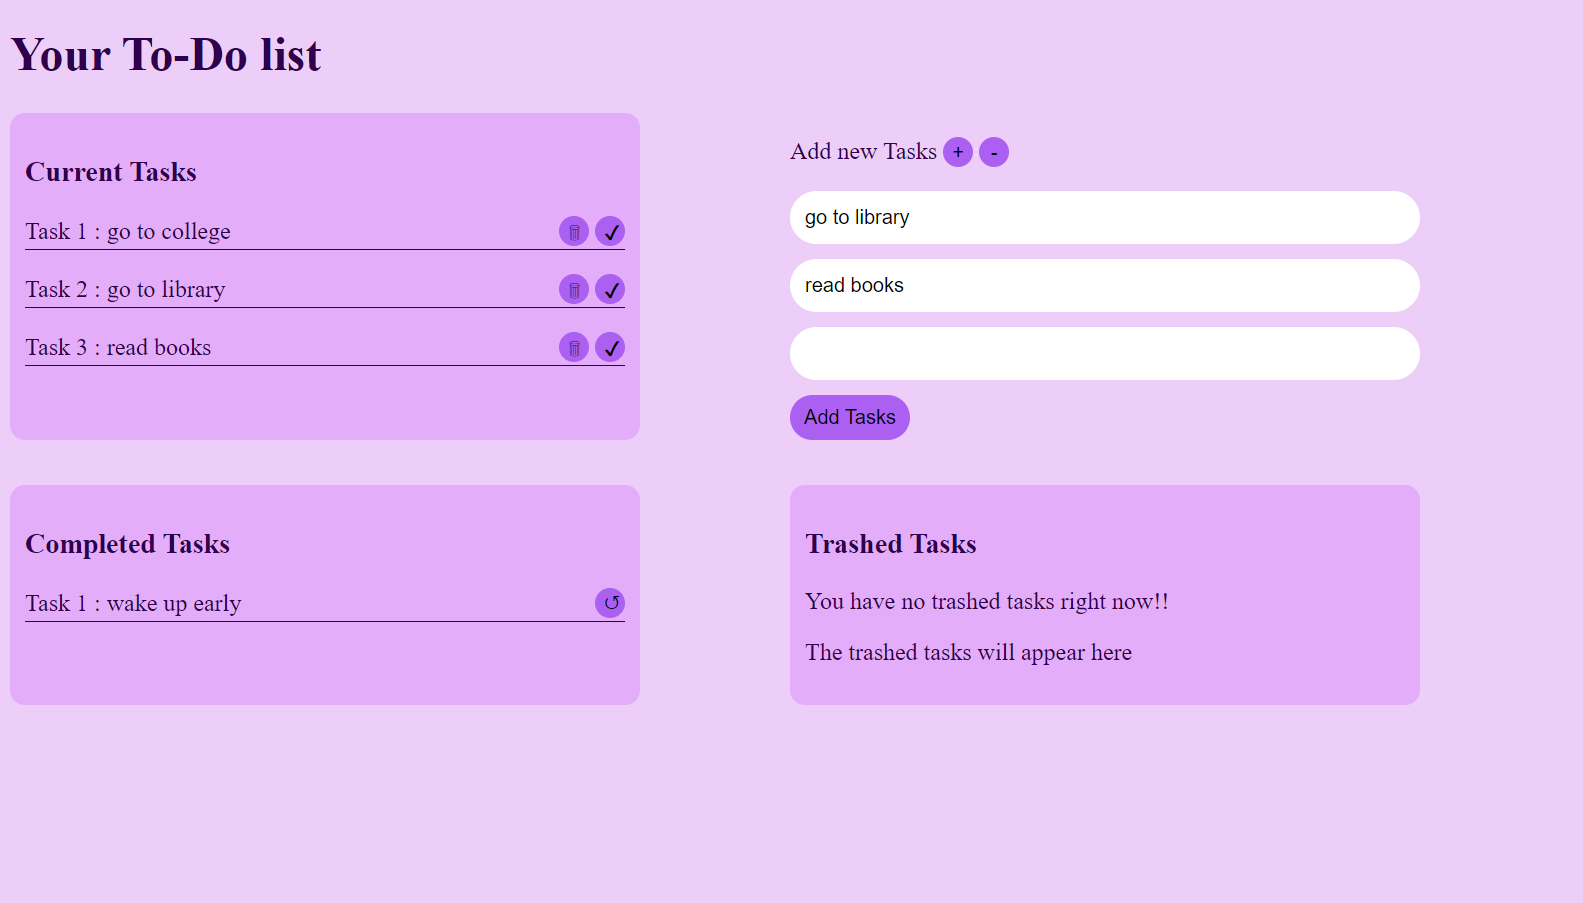 Your To-Do list
Current Tasks
Task 1 : go to college
Task 2 : go to library
Task 3 : read books
Add new Tasks + -
go to library
read books
Add Tasks
Completed Tasks
Task 1 : wake up early
Trashed Tasks
You have no trashed tasks right now!!
The trashed tasks will appear here